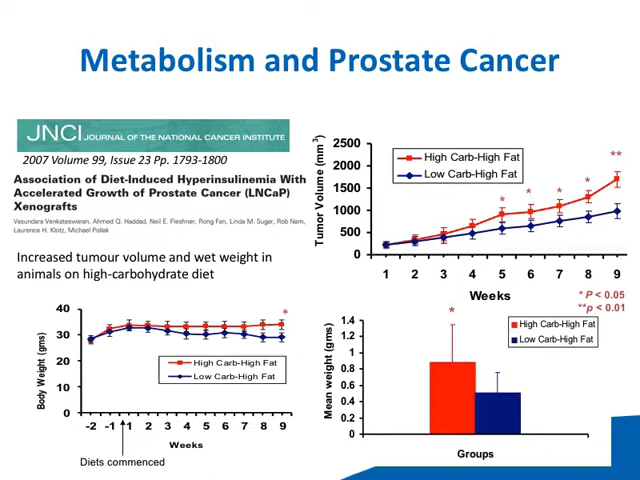 Metabolism and Prostate Cancer
JNCI JOURNAL OF THE NATIONAL CANCER INSTITUTE
2007 Volume 99, Issue 23 Pp. 1793-1800
Association of Diet-Induced Hyperinsulinemia With
Accelerated Growth of Prostate Cancer (LNCaP)
Xenografts
Vasundara Venkateswaran, Ahmed Q. Haddad, Neil E. Fleshner, Rong Fan, Linda M. Sugar, Rob Nam,
Laurence H. Klotz, Michael Pollak
Increased tumour volume and wet weight in
animals on high-carbohydrate diet
Tumor Volume (mm³)
2500
2000
1500
1000
500
0
High Carb-High Fat
Low Carb-High Fat
* * * * **
1 2 3 4 5 6 7 8 9
Weeks
* P < 0.05
**p < 0.01
Body Weight (gms)
40
30
20
10
0
*
High Carb-High Fat
Low Carb-High Fat
-2 -1 1 2 3 4 5 6 7 8 9
Weeks
Diets commenced
Mean weight (gms)
1.4
1.2
1
0.8
0.6
0.4
0.2
0
*
High Carb-High Fat
Low Carb-High Fat
Groups